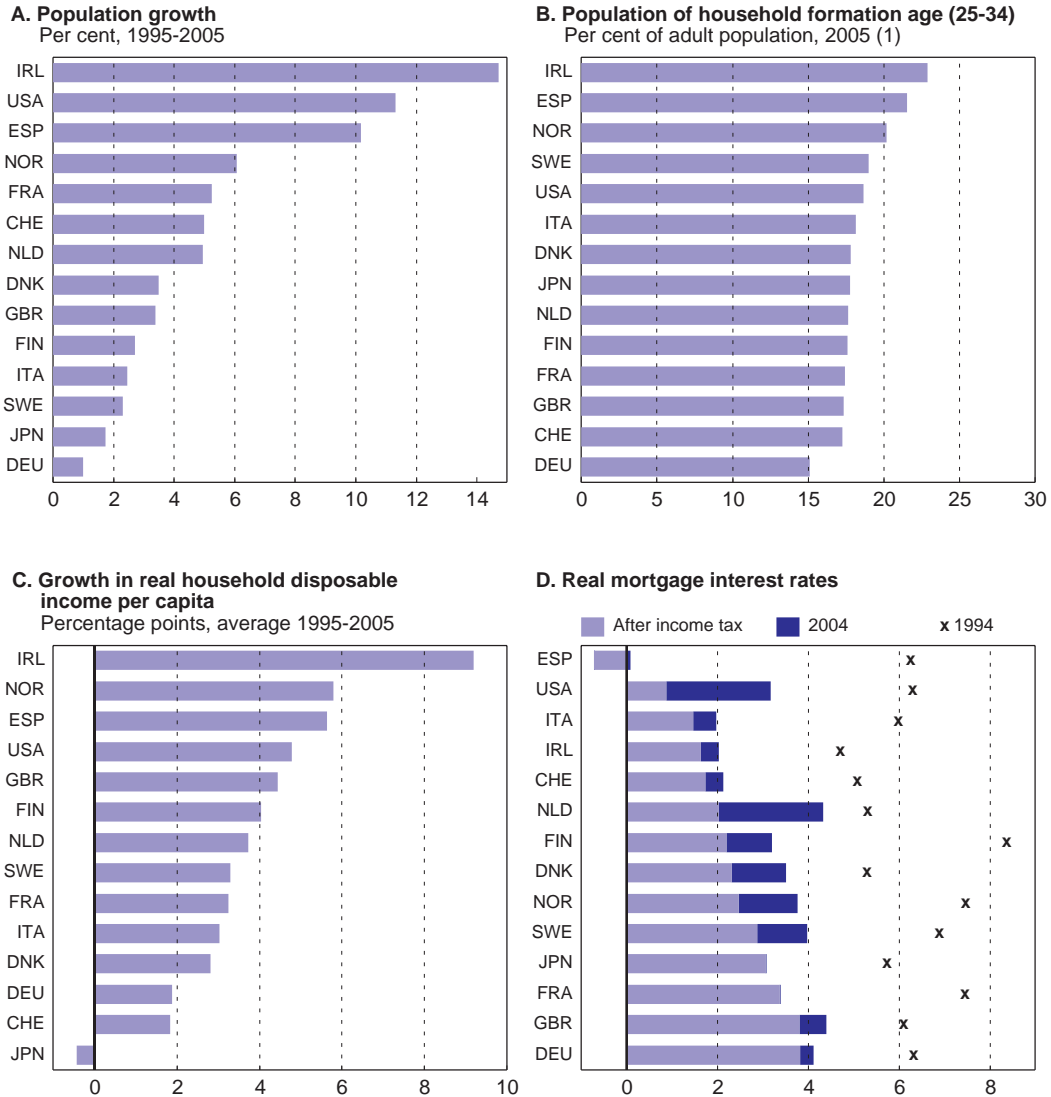 A. Population growth
Per cent, 1995-2005
IRL
USA
ESP
NOR
FRA
CHE
NLD
DNK
GBR
FIN
ITA
SWE
JPN
DEU
0 2 4 6 8 10 12 14
B. Population of household formation age (25-34)
Per cent of adult population, 2005 (1)
IRL
ESP
NOR
SWE
USA
ITA
DNK
JPN
NLD
FIN
FRA
GBR
CHE
DEU
0 5 10 15 20 25 30
C. Growth in real household disposable
income per capita
Percentage points, average 1995-2005
IRL
NOR
ESP
USA
GBR
FIN
NLD
SWE
FRA
ITA
DNK
DEU
CHE
JPN
0 2 4 6 8 10
D. Real mortgage interest rates
After income tax 2004 x 1994
ESP x
USA x
ITA x
IRL x
CHE x
NLD x
FIN x
DNK x
NOR x
SWE x
JPN x
FRA x
GBR x
DEU x
0 2 4 6 8